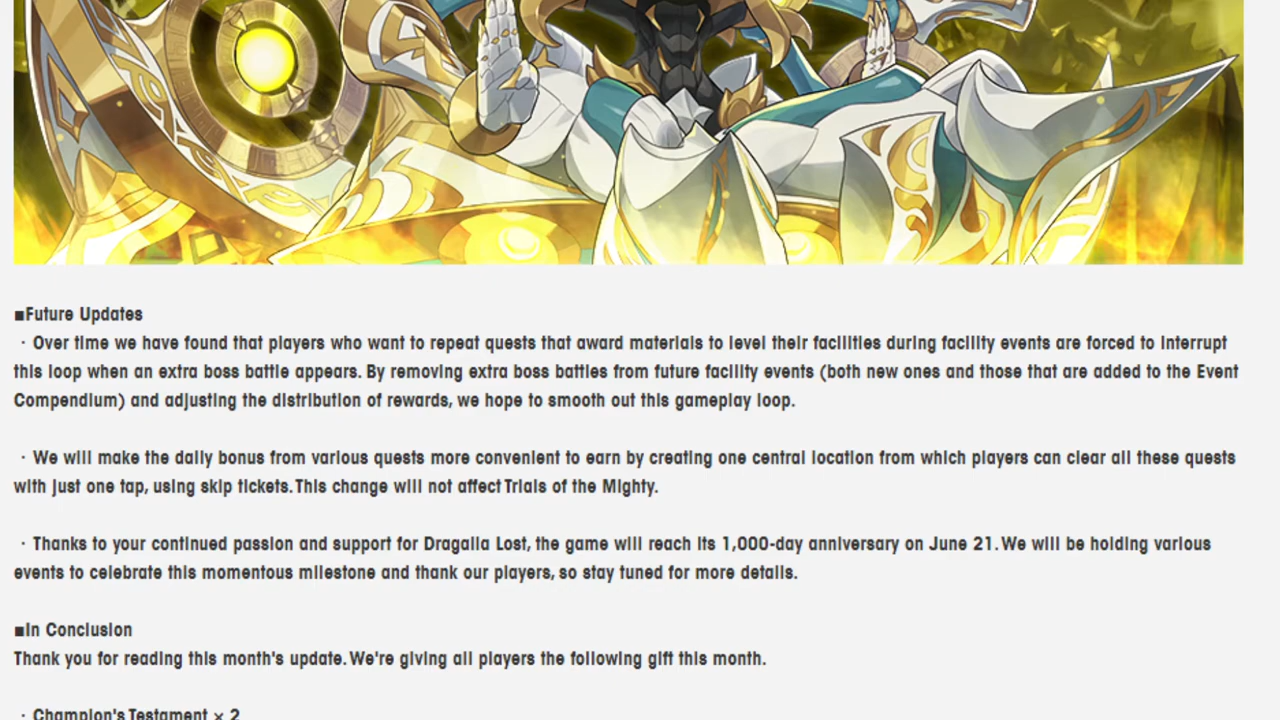 ■Future Updates
・Over time we have found that players who want to repeat quests that award materials to level their facilities during facility events are forced to interrupt
this loop when an extra boss battle appears. By removing extra boss battles from future facility events (both new ones and those that are added to the Event
Compendium) and adjusting the distribution of rewards, we hope to smooth out this gameplay loop.
・We will make the daily bonus from various quests more convenient to earn by creating one central location from which players can clear all these quests
with just one tap, using skip tickets. This change will not affect Trials of the Mighty.
・Thanks to your continued passion and support for Dragalia Lost, the game will reach its 1,000-day anniversary on June 21. We will be holding various
events to celebrate this momentous milestone and thank our players, so stay tuned for more details.
■In Conclusion
Thank you for reading this month's update. We're giving all players the following gift this month.
・Champion's Testament × 2